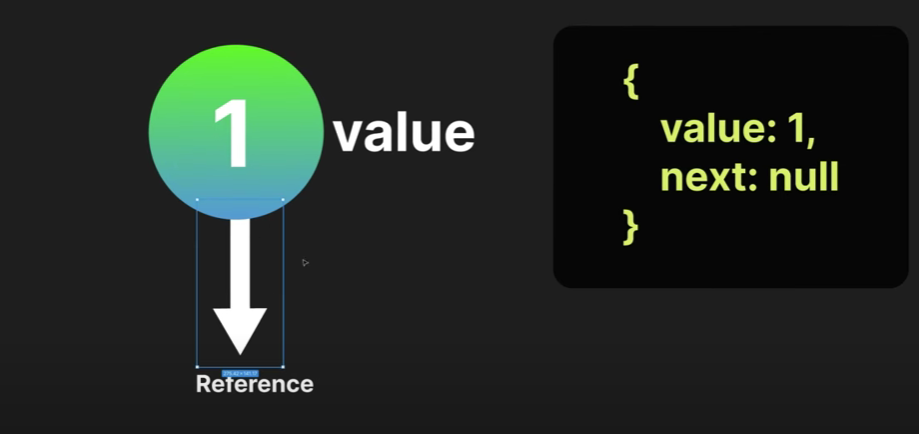 1
value
Reference
{
value: 1,
next: null
}